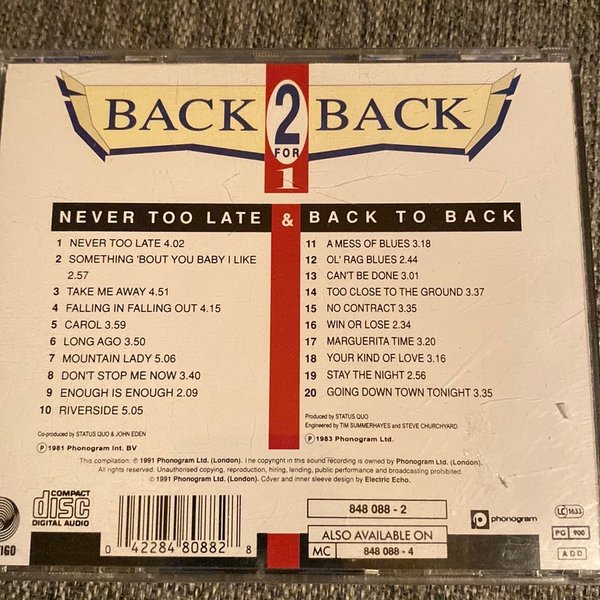 BACK 2 BACK
FOR
1
NEVER TOO LATE & BACK TO BACK
1 NEVER TOO LATE 4.02
2 SOMETHING 'BOUT YOU BABY I LIKE
2.57
3 TAKE ME AWAY 4.51
4 FALLING IN FALLING OUT 4.15
5 CAROL 3.59
6 LONG AGO 3.50
7 MOUNTAIN LADY 5.06
8 DON'T STOP ME NOW 3.40
9 ENOUGH IS ENOUGH 2.09
10 RIVERSIDE 5.05
Co-produced by STATUS QUO & JOHN EDEN
℗ 1981 Phonogram Int. BV
11 A MESS OF BLUES 3.18
12 OL' RAG BLUES 2.44
13 CAN'T BE DONE 3.01
14 TOO CLOSE TO THE GROUND 3.37
15 NO CONTRACT 3.35
16 WIN OR LOSE 2.34
17 MARGUERITA TIME 3.20
18 YOUR KIND OF LOVE 3.16
19 STAY THE NIGHT 2.56
20 GOING DOWN TOWN TONIGHT 3.35
Produced by STATUS QUO
Engineered by TIM SUMMERHAYES and STEVE CHURCHYARD
℗ 1983 Phonogram Ltd.
This compilation: ℗ 1991 Phonogram Ltd. (London). The copyright in this sound recording is owned by Phonogram Ltd. (London).
All rights reserved. Unauthorised copying, reproduction, hiring, lending, public performance and broadcasting prohibited.
© 1991 Phonogram Ltd. (London). Cover and inner sleeve design by Electric Echo.
TIGO
COMPACT
disc
DIGITAL AUDIO
0 42284 80882 8
848 088 - 2
ALSO AVAILABLE ON
MC 848 088 - 4
phonogram
LC 1633
PG 900
ADD